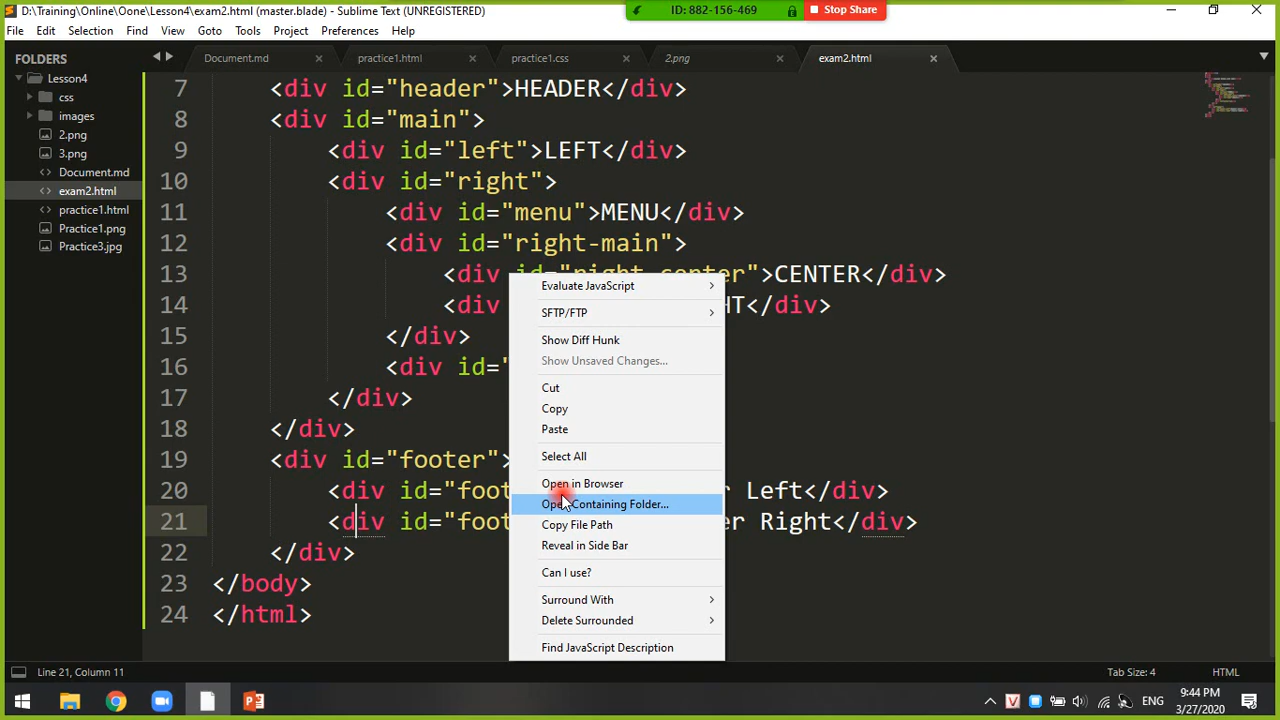 D:\Training\Online\Oone\Lesson4\exam2.html (master.blade) - Sublime Text (UNREGISTERED)
ID: 882-156-469
Stop Share
File Edit Selection Find View Goto Tools Project Preferences Help
FOLDERS
Lesson4
css
images
2.png
3.png
Document.md
exam2.html
practice1.html
Practice1.png
Practice3.jpg
Document.md practice1.html practice1.css 2.png exam2.html
7 <div id="header">HEADER</div>
8 <div id="main">
9 <div id="left">LEFT</div>
10 <div id="right">
11 <div id="menu">MENU</div>
12 <div id="right-main">
13 <div id="right-center">CENTER</div>
14 <div HT</div>
15 </div>
16 <div id="
17 </div>
18 </div>
19 <div id="footer">
20 <div id="foot r Left</div>
21 <div id="foot er Right</div>
22 </div>
23 </body>
24 </html>
Evaluate JavaScript
SFTP/FTP
Show Diff Hunk
Show Unsaved Changes...
Cut
Copy
Paste
Select All
Open in Browser
Open Containing Folder...
Copy File Path
Reveal in Side Bar
Can I use?
Surround With
Delete Surrounded
Find JavaScript Description
Line 21, Column 11
Tab Size: 4
HTML
ENG
9:44 PM
3/27/2020